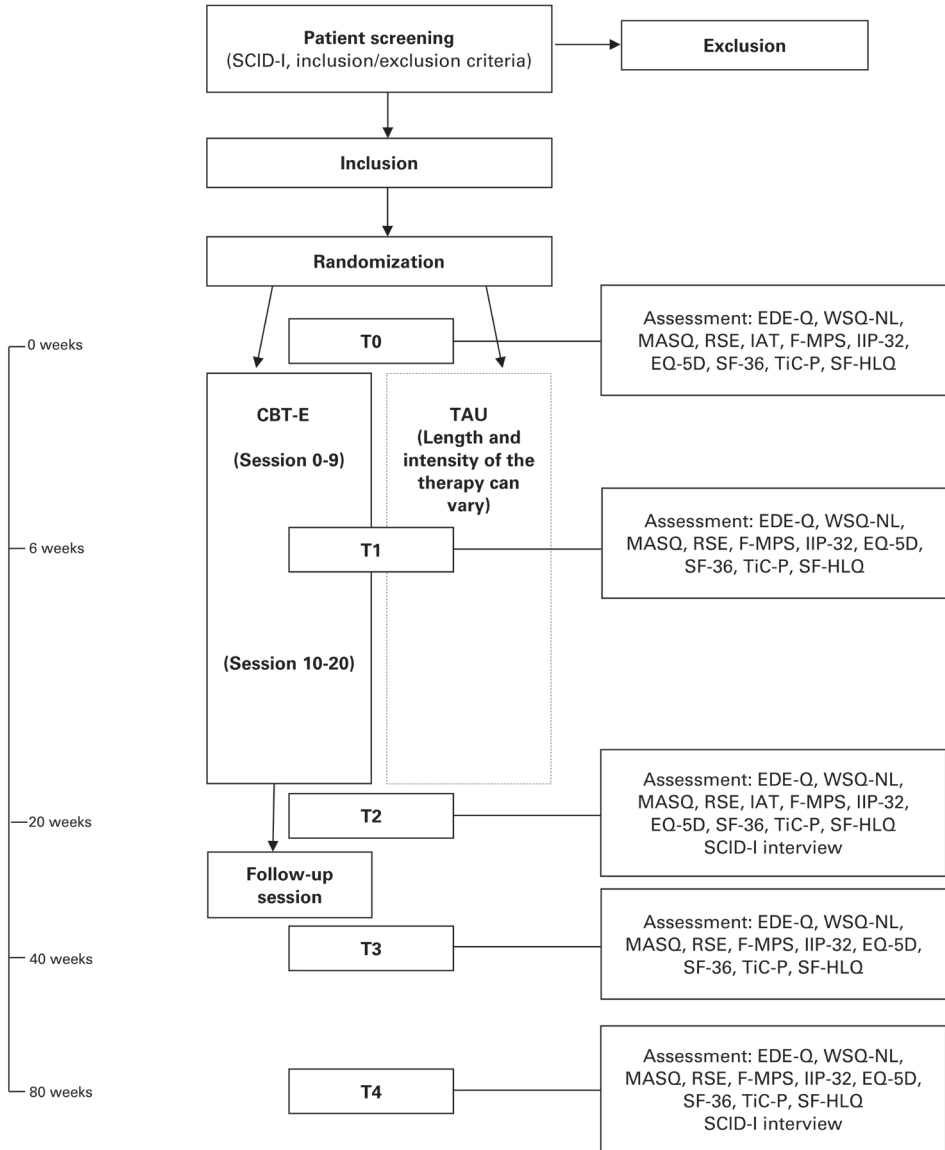 Patient screening
(SCID-I, inclusion/exclusion criteria)
Exclusion
Inclusion
Randomization
0 weeks
T0
Assessment: EDE-Q, WSQ-NL,
MASQ, RSE, IAT, F-MPS, IIP-32,
EQ-5D, SF-36, TiC-P, SF-HLQ
CBT-E
(Session 0-9)
TAU
(Length and
intensity of the
therapy can
vary)
6 weeks
T1
Assessment: EDE-Q, WSQ-NL,
MASQ, RSE, F-MPS, IIP-32, EQ-5D,
SF-36, TiC-P, SF-HLQ
(Session 10-20)
20 weeks
T2
Assessment: EDE-Q, WSQ-NL,
MASQ, RSE, IAT, F-MPS, IIP-32,
EQ-5D, SF-36, TiC-P, SF-HLQ
SCID-I interview
Follow-up
session
40 weeks
T3
Assessment: EDE-Q, WSQ-NL,
MASQ, RSE, F-MPS, IIP-32, EQ-5D,
SF-36, TiC-P, SF-HLQ
80 weeks
T4
Assessment: EDE-Q, WSQ-NL,
MASQ, RSE, F-MPS, IIP-32, EQ-5D,
SF-36, TiC-P, SF-HLQ
SCID-I interview